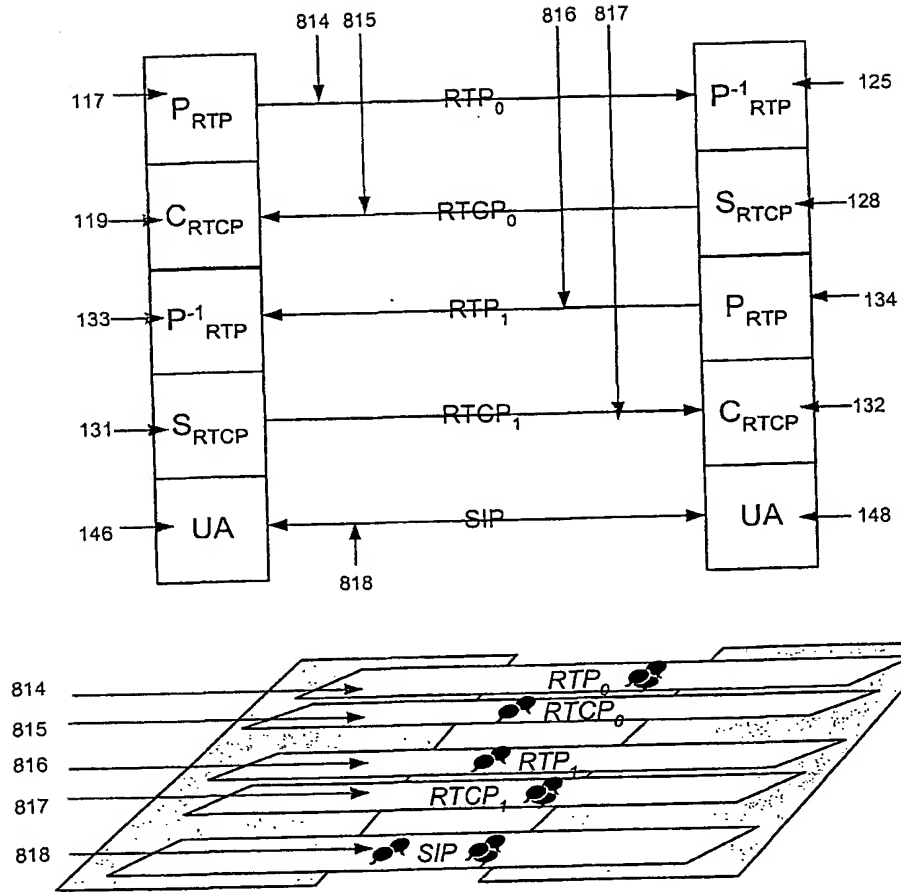 814 815 816 817
117 P_RTP RTP_0 P^-1_RTP 125
119 C_RTCP RTCP_0 S_RTCP 128
133 P^-1_RTP RTP_1 P_RTP 134
131 S_RTCP RTCP_1 C_RTCP 132
146 UA SIP UA 148
818
814 RTP_0
815 RTCP_0
816 RTP_1
817 RTCP_1
818 SIP